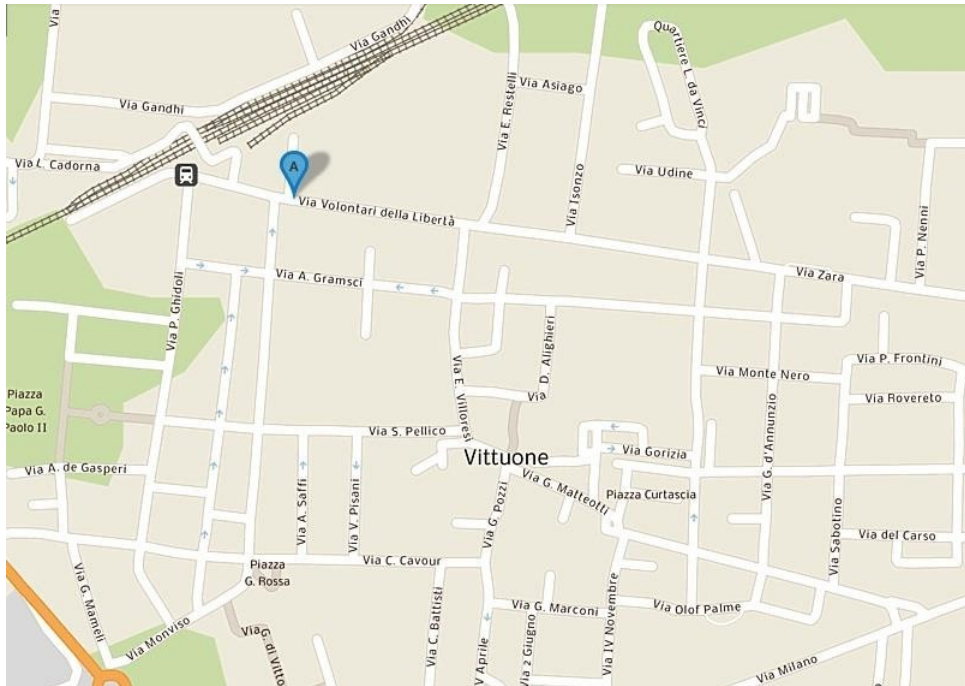 Via
Via Gandhi
Quartiere L. da Vinci
Via Asiago
Via Gandhi
Via E. Restelli
Via L. Cadorna
A
Via Udine
Via Isonzo
Via Volontari della Libertà
Via P. Nenni
Via A. Gramsci
Via Zara
Via P. Ghidoli
Via D. Alighieri
Via P. Frontini
Via Monte Nero
Via E. Villoresi
Piazza
Papa G.
Paolo II
Via Rovereto
Via S. Pellico
Via G. d'Annunzio
Vittuone
Via Gorizia
Via A. de Gasperi
Via G. Matteotti
Piazza Curtascia
Via A. Saffi
Via V. Pisani
Via G. Pozzi
Via Sabotino
Via del Carso
Via C. Cavour
Piazza
G. Rossa
Via G. Mameli
Via G. Marconi
Via Olof Palme
Via IV Novembre
Via Monviso
Via G. di Vitto
Via C. Battisti
V Aprile
Via 2 Giugno
Via Milano